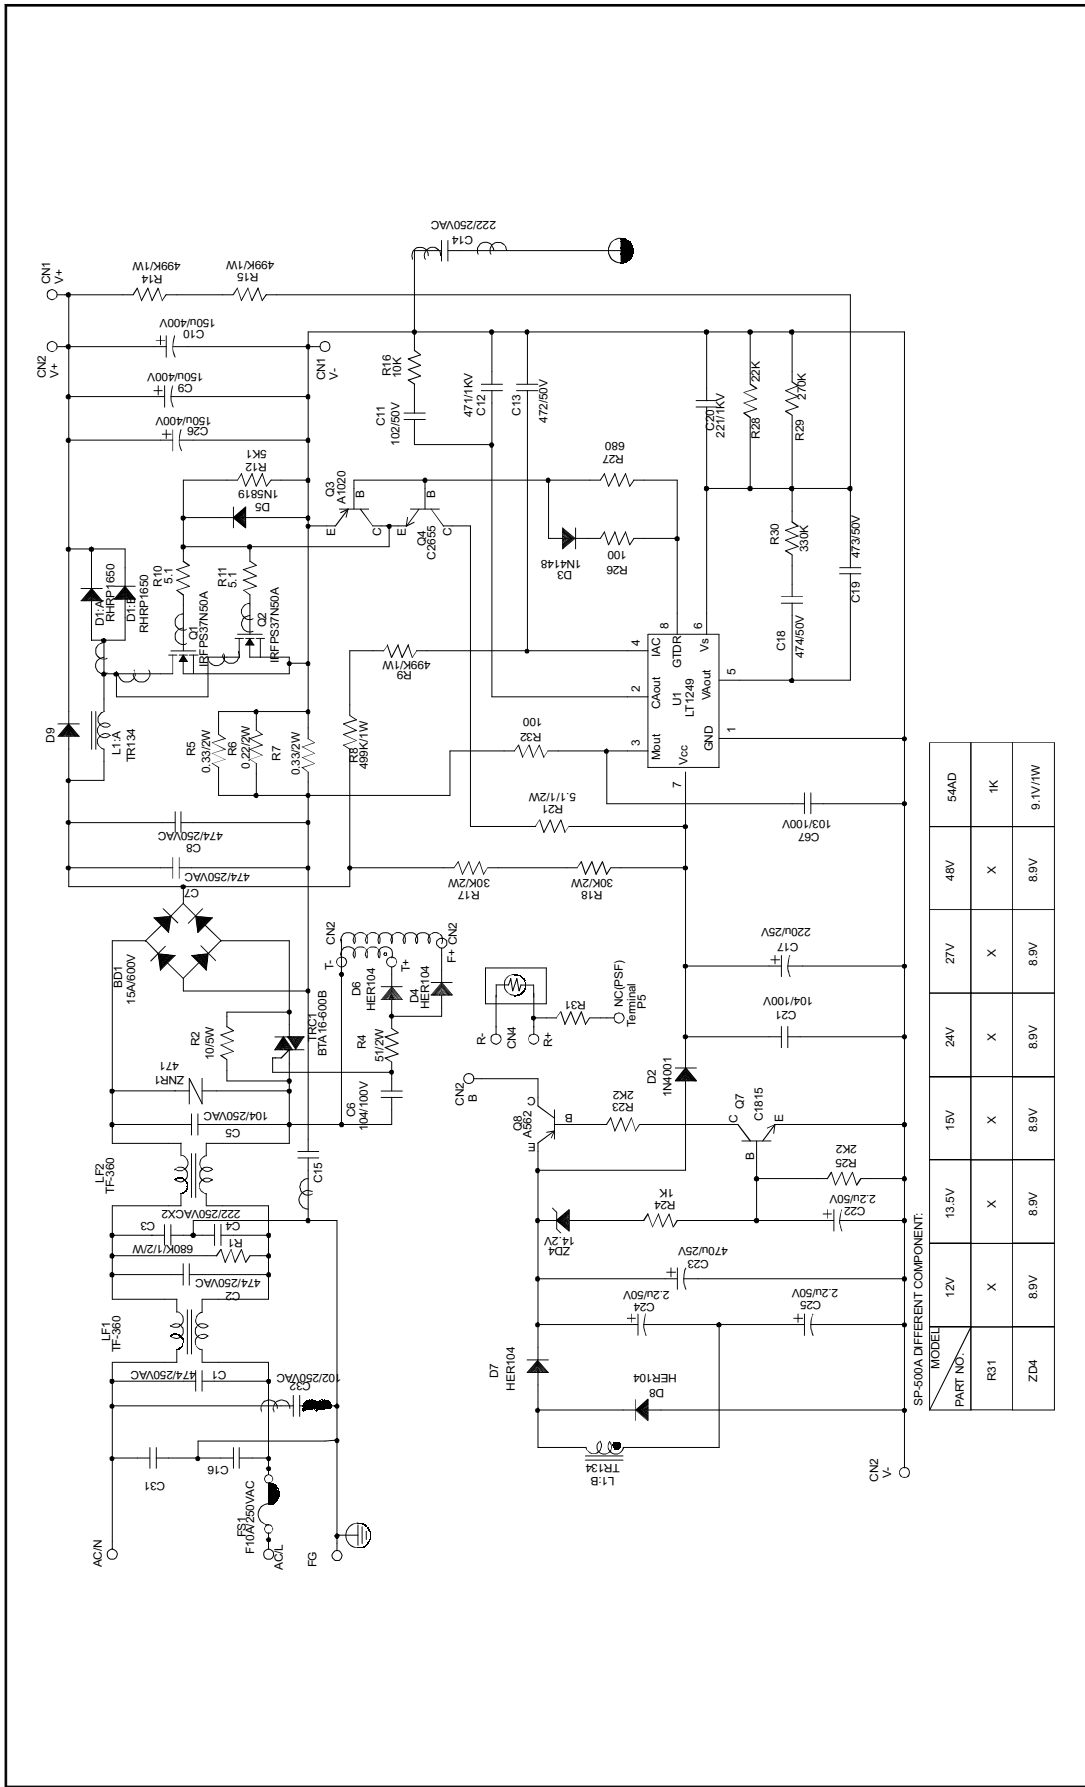 AC/N
AC/L
FG
F10A/250VAC
FS1
C31
C16
C32
102/250VAC
C1
474/250VAC
LF1
TF-360
C2
474/250VAC
R1
680K/1/2W
C3
C4
222/250VACX2
LF2
TF-360
C5
104/250VAC
ZNR1
471
R2
10/5W
BD1
15A/600V
TRC1
BTA16-600B
C15
C6
104/100V
R4
51/2W
D6
HER104
D4
HER104
CN2
T-
T+
F+
CN2
C7
474/250VAC
C8
474/250VAC
D9
L1:A
TR134
R5
0.33/2W
R6
0.22/2W
R7
0.33/2W
R8
499K/1W
R9
499K/1W
D1:A
RHRP1650
D1:B
RHRP1650
Q1
IRFPS37N50A
Q2
IRFPS37N50A
R10
5.1
R11
5.1
D5
1N5819
R12
5K1
C26
150u/400V
C9
150u/400V
C10
150u/400V
CN2
V+
CN1
V+
CN1
V-
R14
499K/1W
R15
499K/1W
Q3
A1020
E
B
C
Q4
C2655
E
B
C
C11
102/50V
R16
10K
C14
222/250VAC
471/1KV
C12
C13
472/50V
R27
680
D3
1N4148
R26
100
R32
100
R21
5.1/1/2W
R17
30K/2W
R18
30K/2W
3
2
4
8
Mout
CAout
IAC
GTDR
U1
LT1249
Vcc
GND
VAout
Vs
7
1
5
6
C67
103/100V
C20
221/1KV
R28
22K
R29
270K
R30
330K
C18
474/50V
C19
473/50V
R-
CN4
R+
R31
NC(PSF)
Terminal
P5
CN2
B
Q8
A562
E
C
B
R23
2K2
D2
1N4001
Q7
C1815
C
B
E
R25
2K2
C22
2.2u/50V
R24
1K
ZD4
14.2V
C21
104/100V
C17
220u/25V
C23
470u/25V
C24
2.2u/50V
C25
2.2u/50V
D7
HER104
D8
HER104
L1:B
TR134
CN2
V-
SP-500A DIFFERENT COMPONENT:
MODEL 12V 13.5V 15V 24V 27V 48V 54AD
PART NO.
R31 X X X X X X 1K
ZD4 8.9V 8.9V 8.9V 8.9V 8.9V 8.9V 9.1V/1W